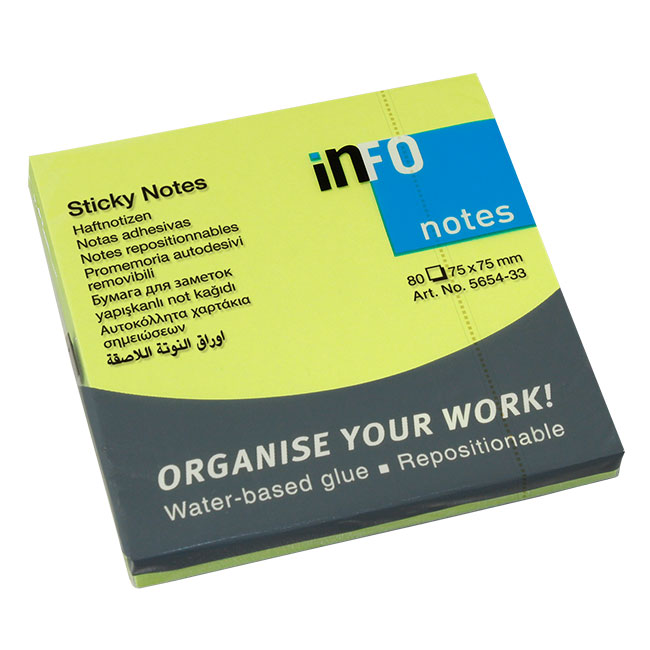 inFO
notes
80 75 x 75 mm
Art. No. 5654-33
Sticky Notes
Haftnotizen
Notas adhesivas
Notes repositionnables
Promemoria autodesivi
removibili
Бумага для заметок
yapışkanlı not kağıdı
Αυτοκόλλητα χαρτάκια
σημειώσεων
اوراق النوتة اللاصقة
ORGANISE YOUR WORK!
Water-based glue ▪ Repositionable